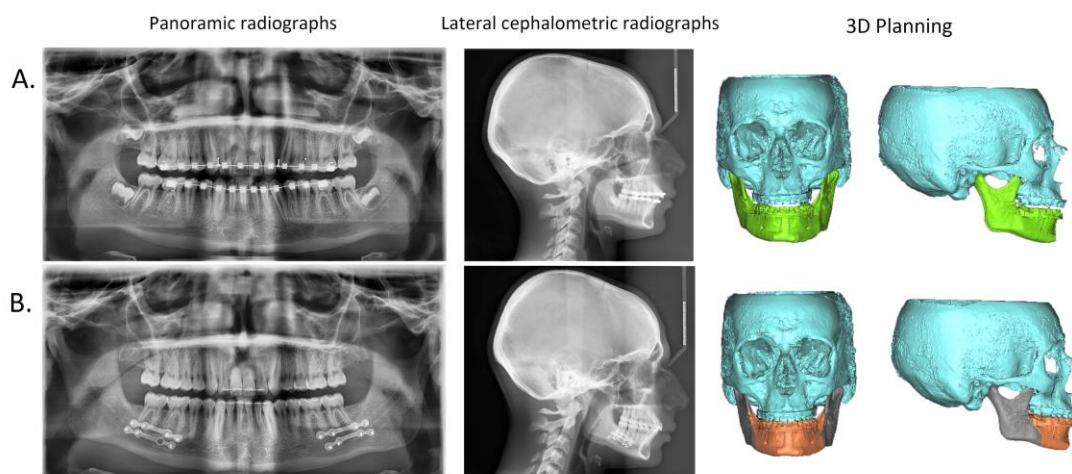 Panoramic radiographs
Lateral cephalometric radiographs
3D Planning
A.
B.